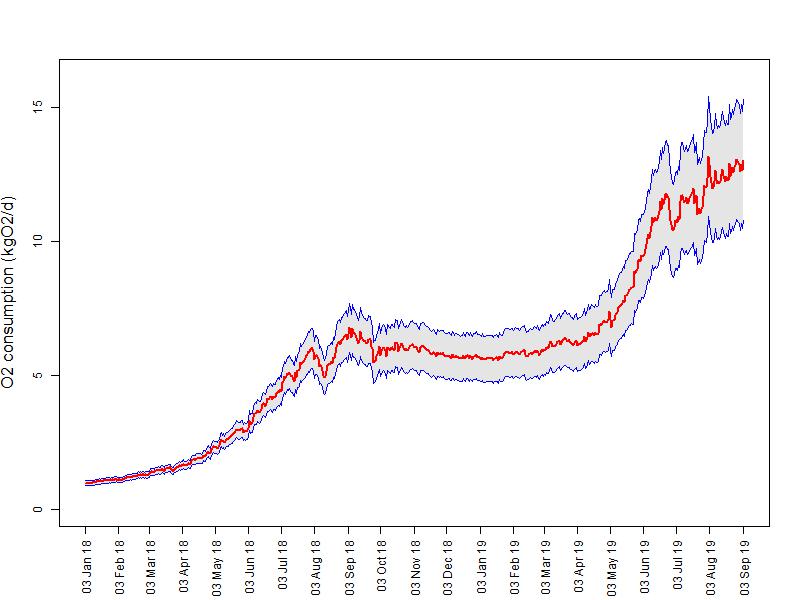 O2 consumption (kgO2/d)
15
10
5
0
03 Jan 18
03 Feb 18
03 Mar 18
03 Apr 18
03 May 18
03 Jun 18
03 Jul 18
03 Aug 18
03 Sep 18
03 Oct 18
03 Nov 18
03 Dec 18
03 Jan 19
03 Feb 19
03 Mar 19
03 Apr 19
03 May 19
03 Jun 19
03 Jul 19
03 Aug 19
03 Sep 19